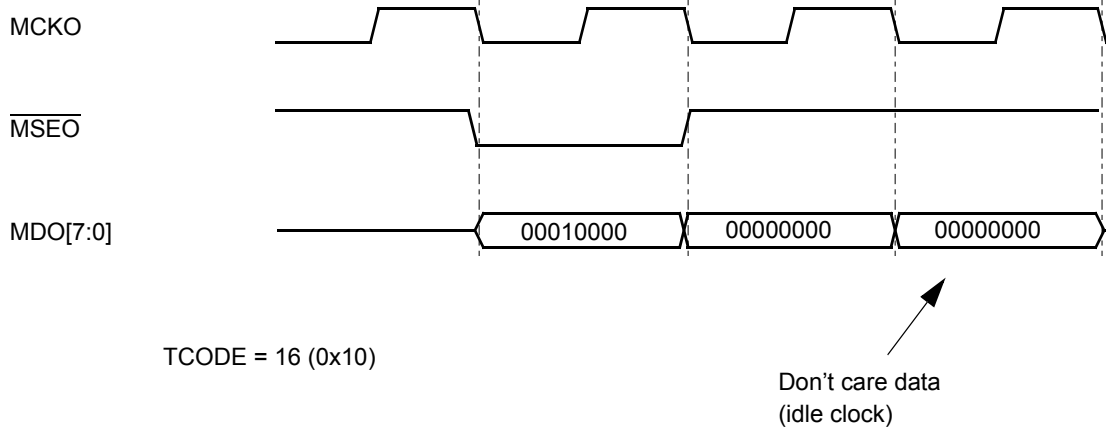 MCKO
MSEO
MDO[7:0]
00010000
00000000
00000000
TCODE = 16 (0x10)
Don’t care data
(idle clock)